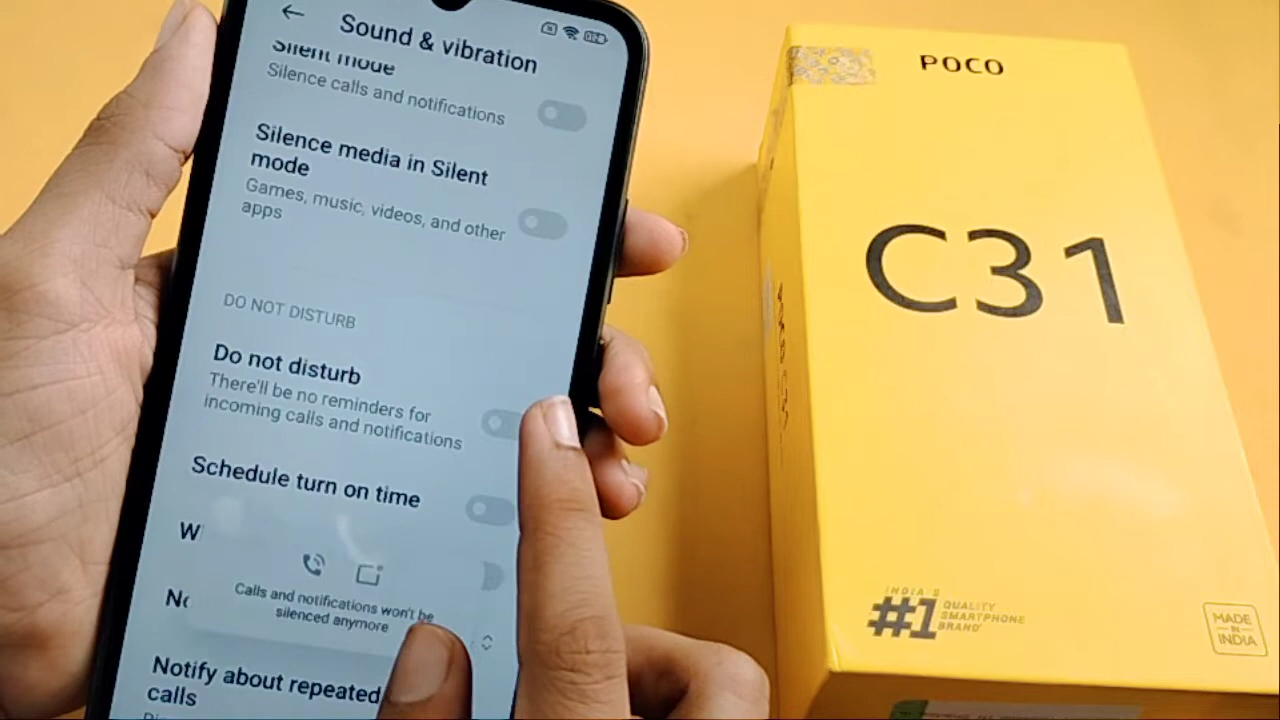 Sound & vibration
Silent mode
Silence calls and notifications
Silence media in Silent
mode
Games, music, videos, and other
apps
DO NOT DISTURB
Do not disturb
There'll be no reminders for
incoming calls and notifications
Schedule turn on time
W
Calls and notifications won't be
silenced anymore
No
Notify about repeated
calls
POCO
C31
INDIA'S
#1 QUALITY
SMARTPHONE
BRAND
MADE
IN
INDIA